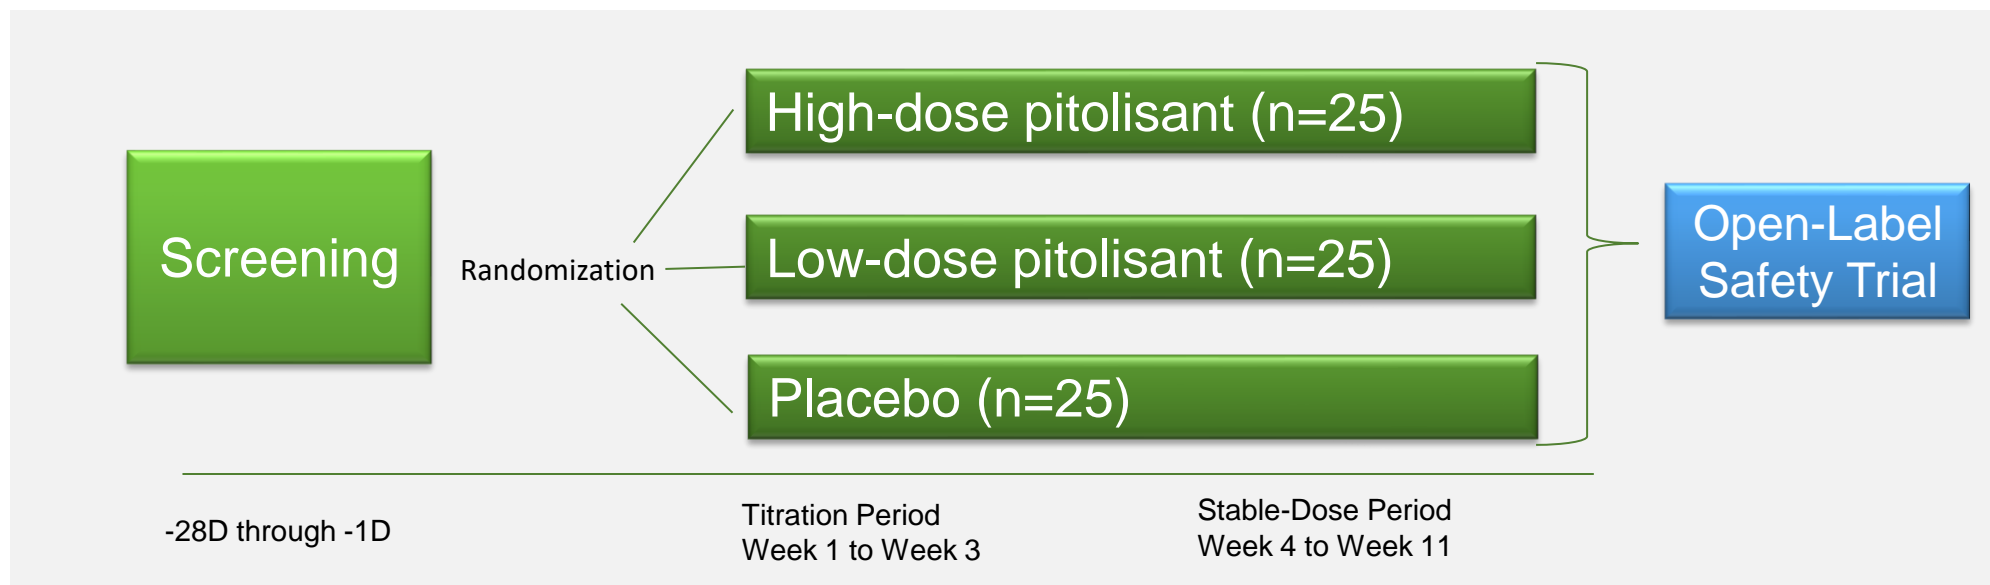 Screening
Randomization
High-dose pitolisant (n=25)
Low-dose pitolisant (n=25)
Placebo (n=25)
Open-Label
Safety Trial
-28D through -1D
Titration Period
Week 1 to Week 3
Stable-Dose Period
Week 4 to Week 11